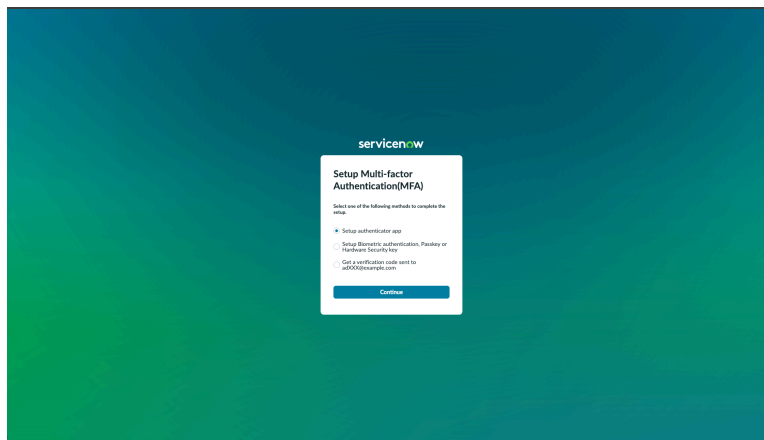 servicenow
Setup Multi-factor
Authentication(MFA)
Select one of the following methods to complete the
setup.
Setup authenticator app
Setup Biometric authentication, Passkey or
Hardware Security key
Get a verification code sent to
adXXX@example.com
Continue